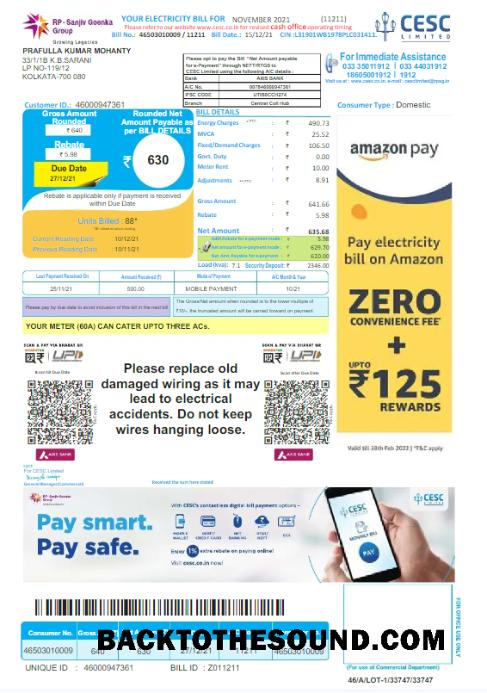 RP-Sanjiv Goenka
Group
Growing Legacies
YOUR ELECTRICITY BILL FOR NOVEMBER 2021 (11211)
Please refer to our website www.cesc.co.in for revised cash office operating timing
Bill No.: 46503010009 / 11211 Bill Date.: 15/12/21 CIN:L31901WB1978PLC031411
CESC
LIMITED
PRAFULLA KUMAR MOHANTY
33/1/1B K.B.SARANI
LP NO-119/12
KOLKATA-700 080
Please opt to pay the Bill "Net Amount payable
for e-Payment" through NEFT/RTGS to
CESC Limited using the following A/C details :
Bank AXIS BANK
A/C No.
IFSC CODE UTIB0CCH274
Branch Central Coll Hub
For Immediate Assistance
033 35011912 | 033 44031912
18605001912 | 1912
Visit us at : www.cesc.co.in, e-mail : cesclimited@rpsg.in
Customer ID.: 46000947361
Consumer Type : Domestic
Gross Amount
Rounded
₹ 640
Rebate
₹ 5.98
Due Date
27/12/21
Rounded Net
Amount Payable as
per BILL DETAILS
₹ 630
Rebate is applicable only if payment is received
within Due Date
Units Billed : 88*
Current Reading Date 10/12/21
Previous Reading Date 10/11/21
BILL DETAILS
Energy Charges ₹ 490.73
MVCA ₹ 25.52
Fixed/Demand Charges ₹ 106.50
Govt. Duty ₹ 0.00
Meter Rent ₹ 10.00
Adjustments ₹ 8.91
Gross Amount ₹ 641.66
Rebate ₹ 5.98
Net Amount ₹ 635.68
Addl Rebate for e-payment mode : ₹ 5.98
Net amount for e-payment mode : ₹ 629.70
Net Amt Payable for e-payment : ₹ 620.00
Load(kva): 7.1 Security Deposit: ₹ 2346.00
Last Payment Received On Amount Received (₹) Mode of Payment A/C Month & Year
25/11/21 590.00 MOBILE PAYMENT 10/21
Please pay by due date to avoid inclusion of this bill in the next bill
The Gross/Net amount when rounded is to the lower multiple of
₹10/-. the truncated amount will be carried forward on payment.
YOUR METER (60A) CAN CATER UPTO THREE ACs.
amazon pay
Pay electricity
bill on Amazon
ZERO
CONVENIENCE FEE*
+
UPTO
₹125
REWARDS
Valid till 28th Feb 2022 | *T&C apply
SCAN & PAY VIA BHARAT QR
UPI
Scan till Due Date
AXIS BANK
Please replace old
damaged wiring as it may
lead to electrical
accidents. Do not keep
wires hanging loose.
SCAN & PAY VIA BHARAT QR
UPI
Scan after Due Date
AXIS BANK
For CESC Limited
General Manager(Commercial)
Received the sum here stated
RP-Sanjiv Goenka
Group
Pay smart.
Pay safe.
With CESC's contactless digital bill payment options –
Enjoy 1% extra rebate on paying online!
Visit cesc.co.in now!
CESC
LIMITED
CESC
MONTHLY BILL
PAY
Consumer No.
46503010009 640 630 27/12/21 11211 46503010009
BACKTOTHESOUND.COM
UNIQUE ID : 46000947361 BILL ID : Z011211
(For use of Commercial Department)
FOR OFFICE USE ONLY
46/A/LOT-1/33747/33747